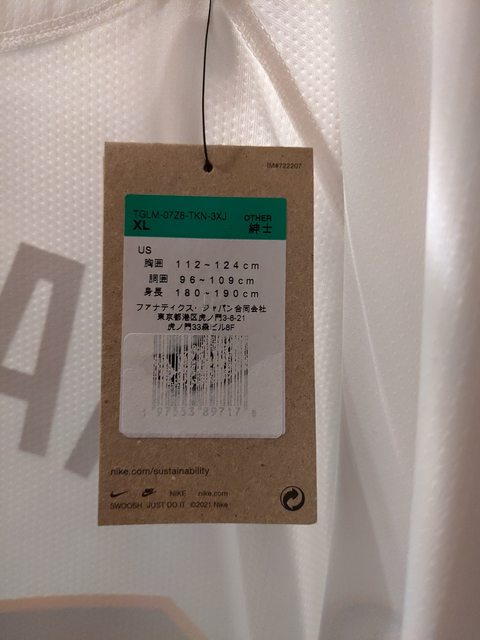 IM#722207
TGLM-07Z8-TKN-3XJ OTHER
XL 紳士
US
胸囲 112~124cm
胴囲 96~109cm
身長 180~190cm
ファナティクス・ジャパン合同会社
東京都港区虎ノ門3-8-21
虎ノ門33森ビル8F
nike.com/sustainability
NIKE nike.com
SWOOSH JUST DO IT ©2021 Nike